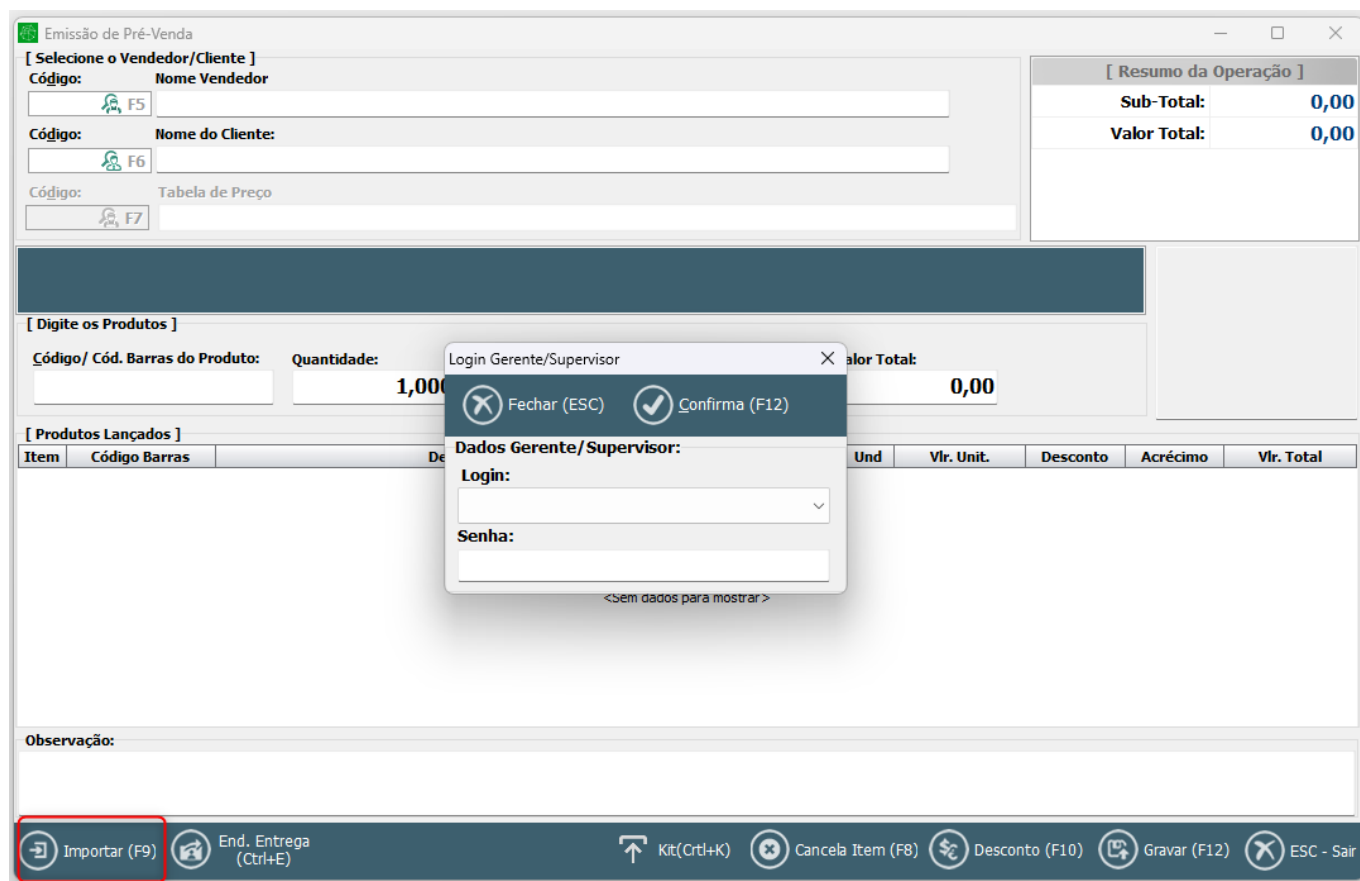 Emissão de Pré-Venda
[ Selecione o Vendedor/Cliente ]
Código: Nome Vendedor
F5
Código: Nome do Cliente:
F6
Código: Tabela de Preço
F7
[ Resumo da Operação ]
Sub-Total: 0,00
Valor Total: 0,00
[ Digite os Produtos ]
Código/ Cód. Barras do Produto: Quantidade: alor Total:
1,000 0,00
Login Gerente/Supervisor
Fechar (ESC) Confirma (F12)
Dados Gerente/Supervisor:
Login:
Senha:
[ Produtos Lançados ]
Item Código Barras De Und Vlr. Unit. Desconto Acrécimo Vlr. Total
<Sem dados para mostrar>
Observação:
Importar (F9) End. Entrega (Ctrl+E) Kit(Crtl+K) Cancela Item (F8) Desconto (F10) Gravar (F12) ESC - Sair